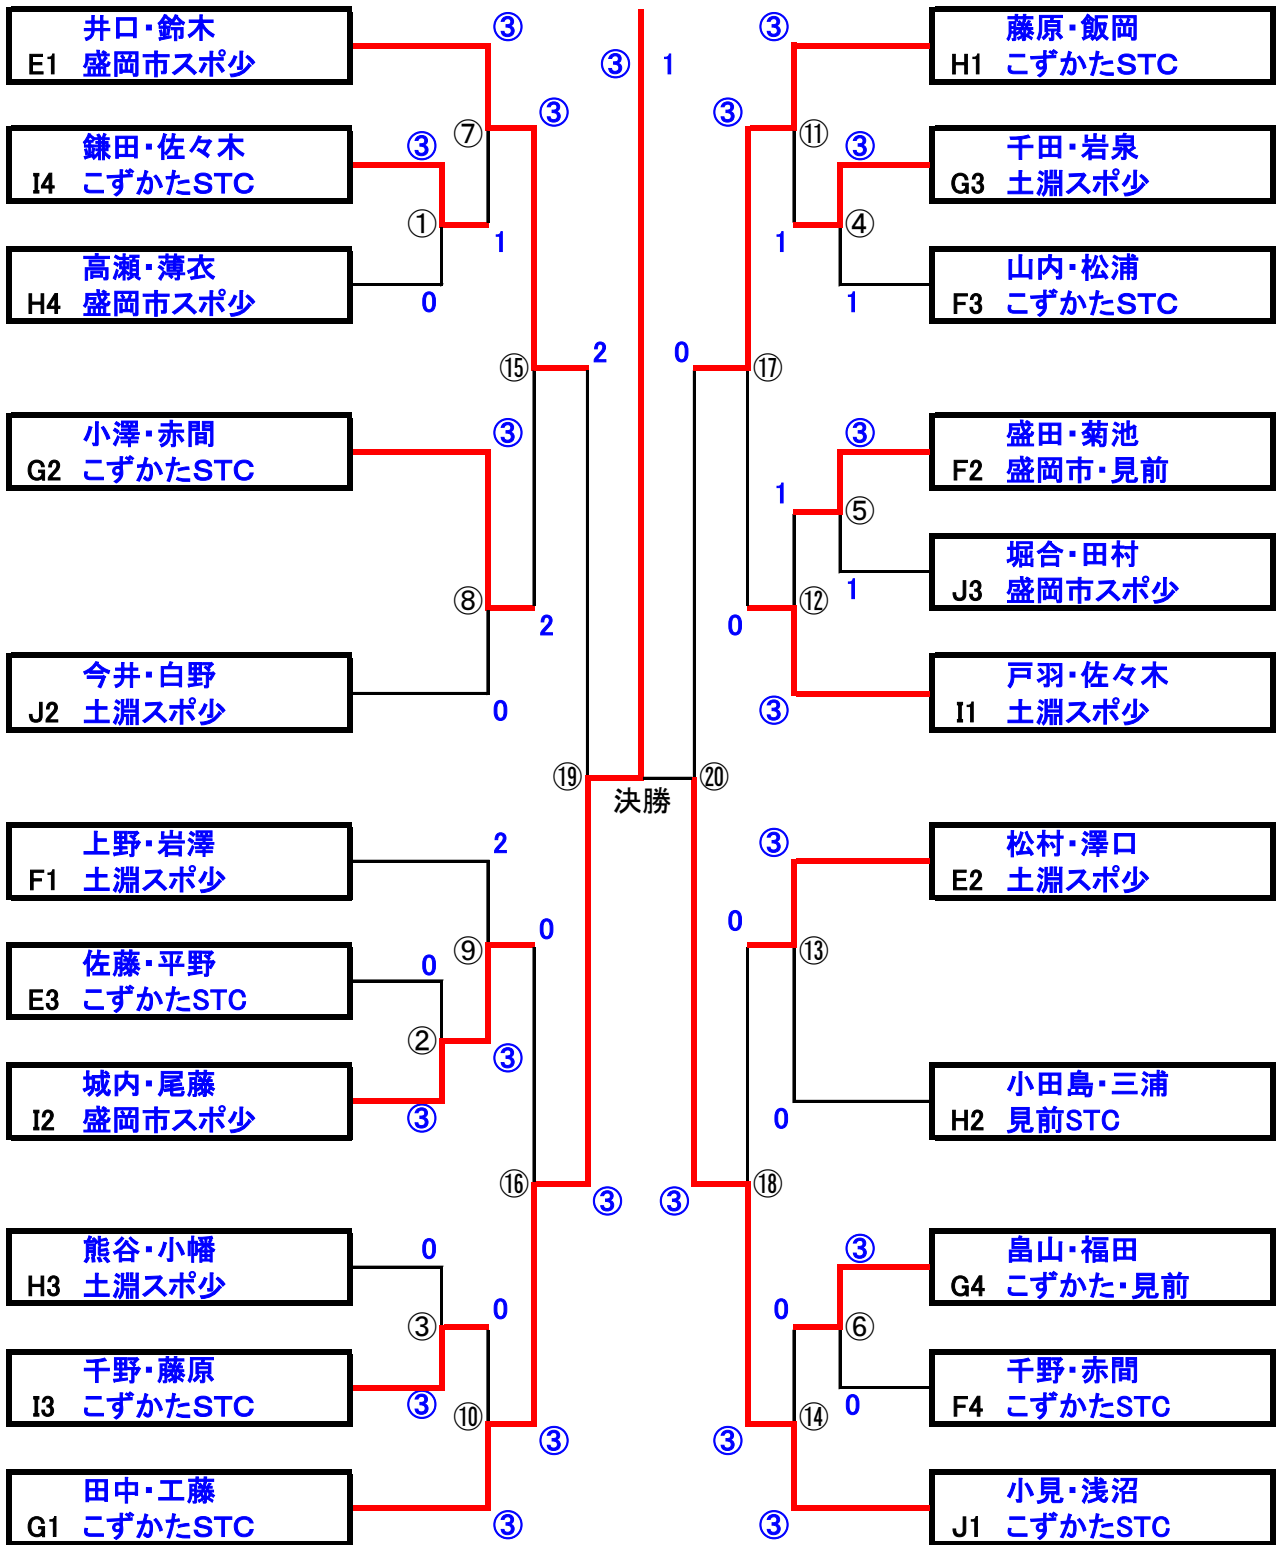 井口・鈴木
E1 盛岡市スポ少
③
鎌田・佐々木
I4 こずかたSTC
③
⑦
③
①
1
高瀬・薄衣
H4 盛岡市スポ少
0
⑮
2
小澤・赤間
G2 こずかたSTC
③
⑧
2
今井・白野
J2 土淵スポ少
0
⑲
上野・岩澤
F1 土淵スポ少
2
佐藤・平野
E3 こずかたSTC
0
⑨
0
②
③
城内・尾藤
I2 盛岡市スポ少
③
⑯
③
熊谷・小幡
H3 土淵スポ少
0
③
0
千野・藤原
I3 こずかたSTC
③
⑩
③
田中・工藤
G1 こずかたSTC
③
③
1
決勝
藤原・飯岡
H1 こずかたSTC
③
③
⑪
③
千田・岩泉
G3 土淵スポ少
1
④
山内・松浦
F3 こずかたSTC
1
0
⑰
盛田・菊池
F2 盛岡市・見前
③
1
⑤
堀合・田村
J3 盛岡市スポ少
1
⑫
0
戸羽・佐々木
I1 土淵スポ少
③
⑳
松村・澤口
E2 土淵スポ少
③
0
⑬
小田島・三浦
H2 見前STC
0
③
⑱
畠山・福田
G4 こずかた・見前
③
0
⑥
千野・赤間
F4 こずかたSTC
0
⑭
③
小見・浅沼
J1 こずかたSTC
③